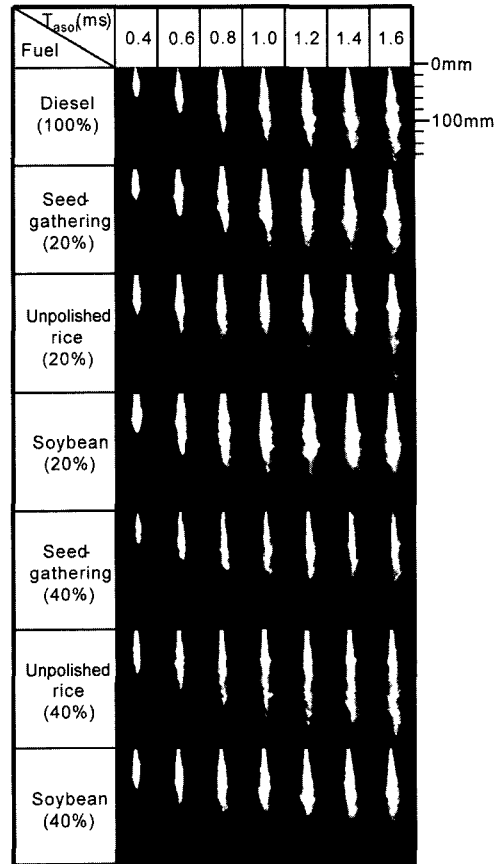 T_asol(ms)
Fuel
0.4 0.6 0.8 1.0 1.2 1.4 1.6
0mm
100mm
Diesel
(100%)
Seed-
gathering
(20%)
Unpolished
rice
(20%)
Soybean
(20%)
Seed-
gathering
(40%)
Unpolished
rice
(40%)
Soybean
(40%)